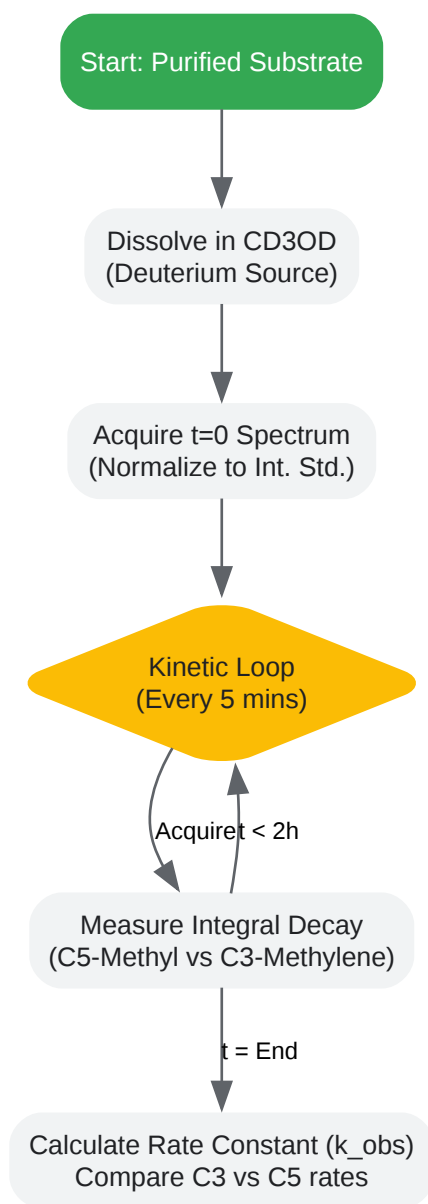 Start: Purified Substrate
Dissolve in CD3OD
(Deuterium Source)
Acquire t=0 Spectrum
(Normalize to Int. Std.)
Kinetic Loop
(Every 5 mins)
Acquire
t < 2h
Measure Integral Decay
(C5-Methyl vs C3-Methylene)
t = End
Calculate Rate Constant (k_obs)
Compare C3 vs C5 rates